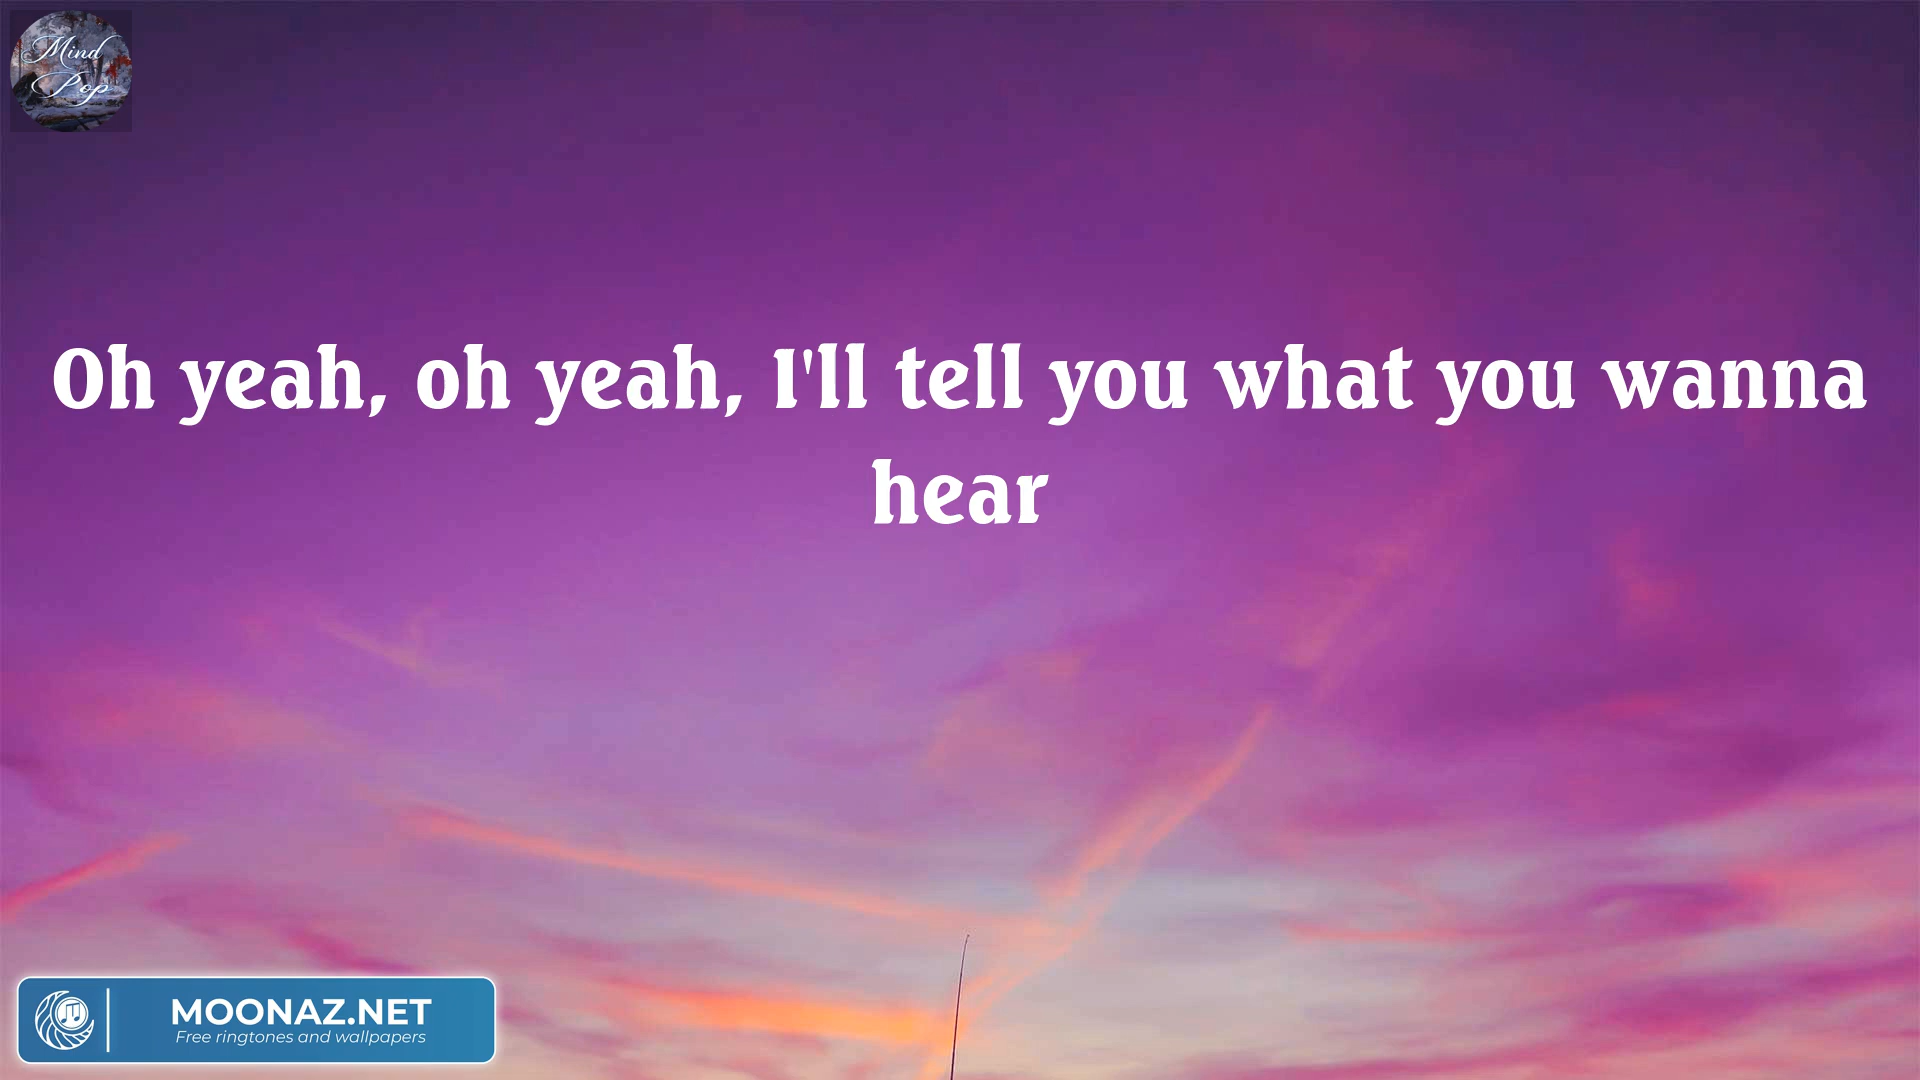 Mind
Pop
Oh yeah, oh yeah, I'll tell you what you wanna
hear
MOONAZ.NET
Free ringtones and wallpapers